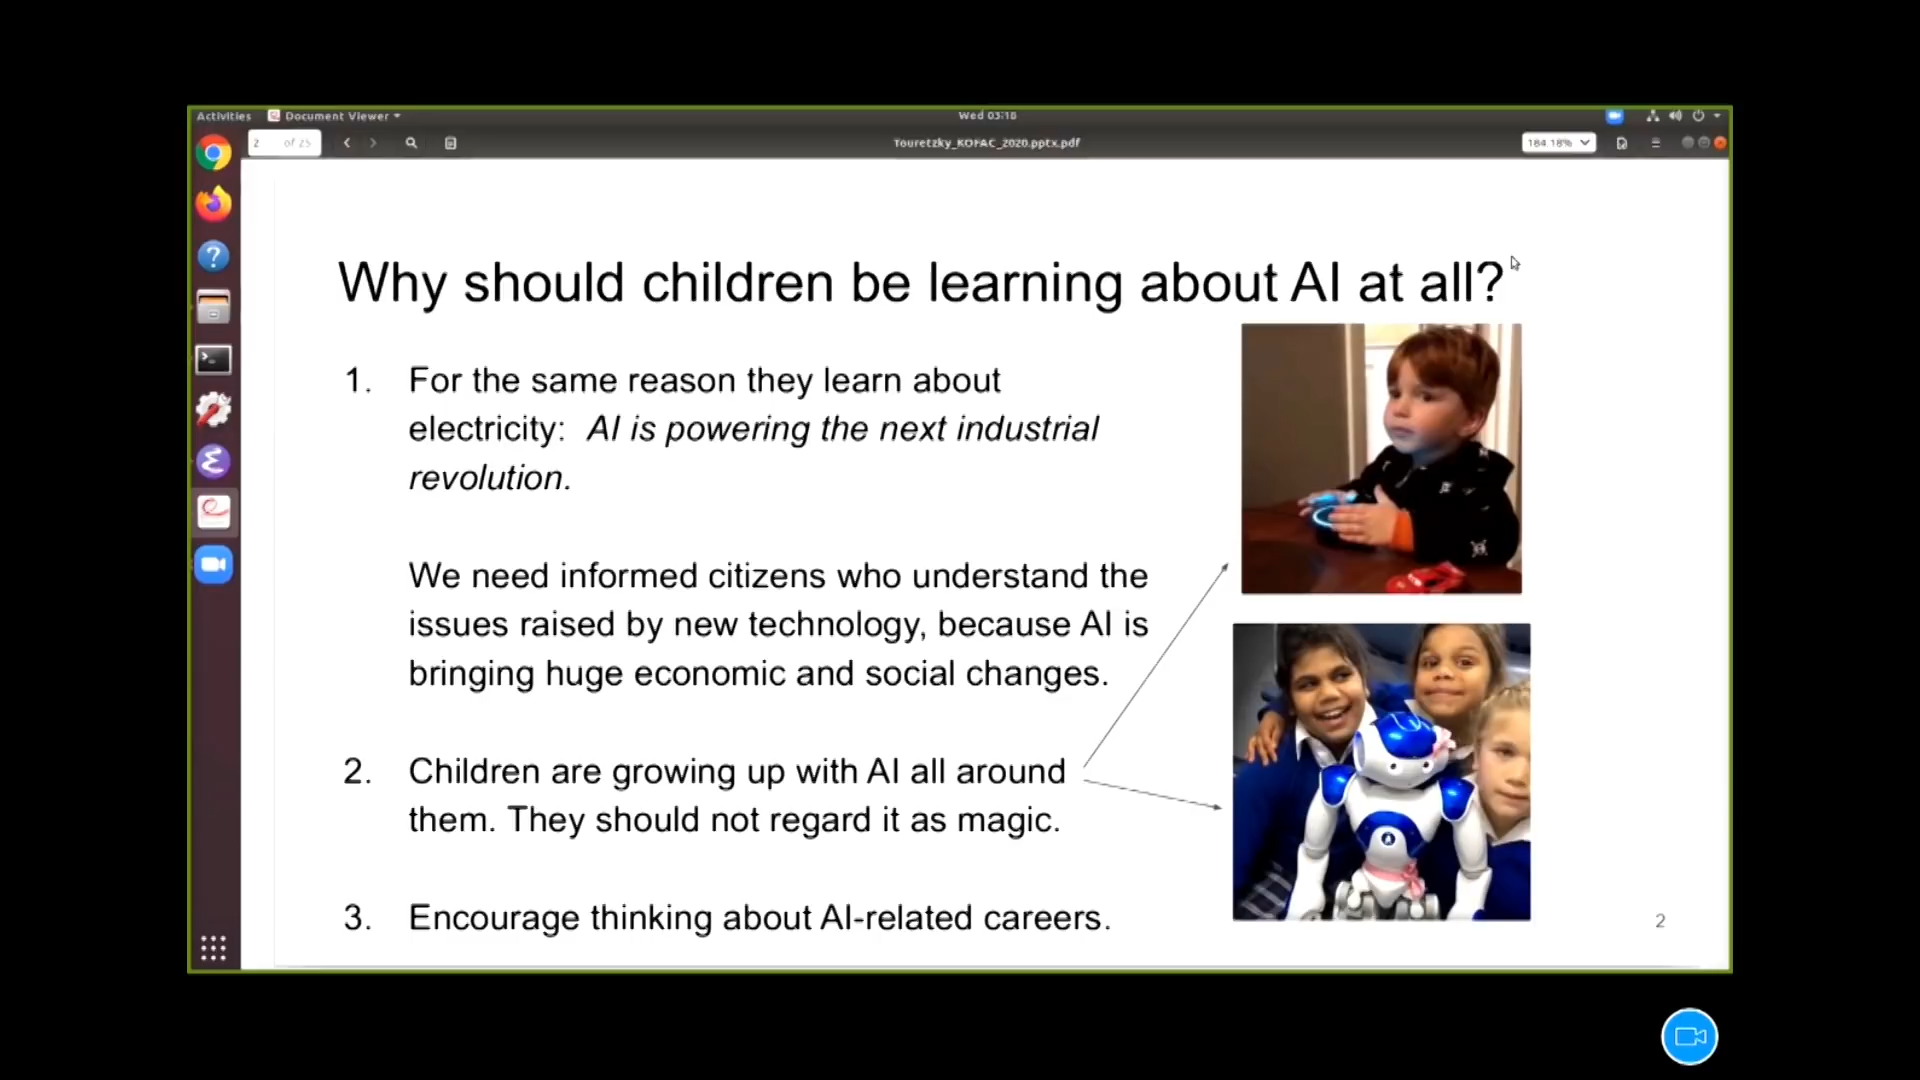 Activities Document Viewer Wed 03:18
2 of 25 Touretzky_KOFAC_2020.pptx.pdf 184.18%
Why should children be learning about AI at all?
1. For the same reason they learn about
electricity: AI is powering the next industrial
revolution.
We need informed citizens who understand the
issues raised by new technology, because AI is
bringing huge economic and social changes.
2. Children are growing up with AI all around
them. They should not regard it as magic.
3. Encourage thinking about AI-related careers.
2